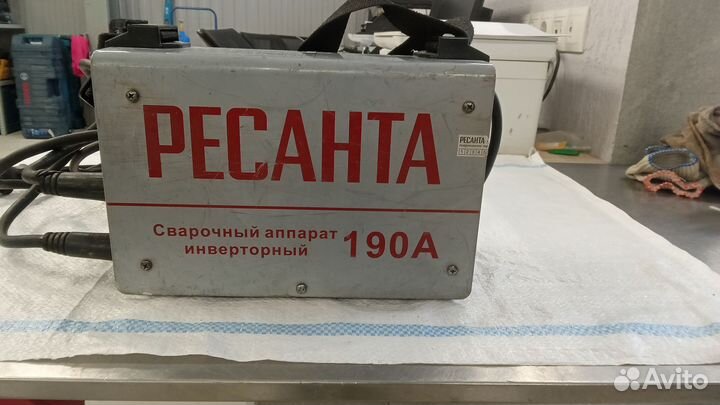 РЕСАНТА
РЕСАНТА
Сварочный аппарат
инверторный 190А
Avito